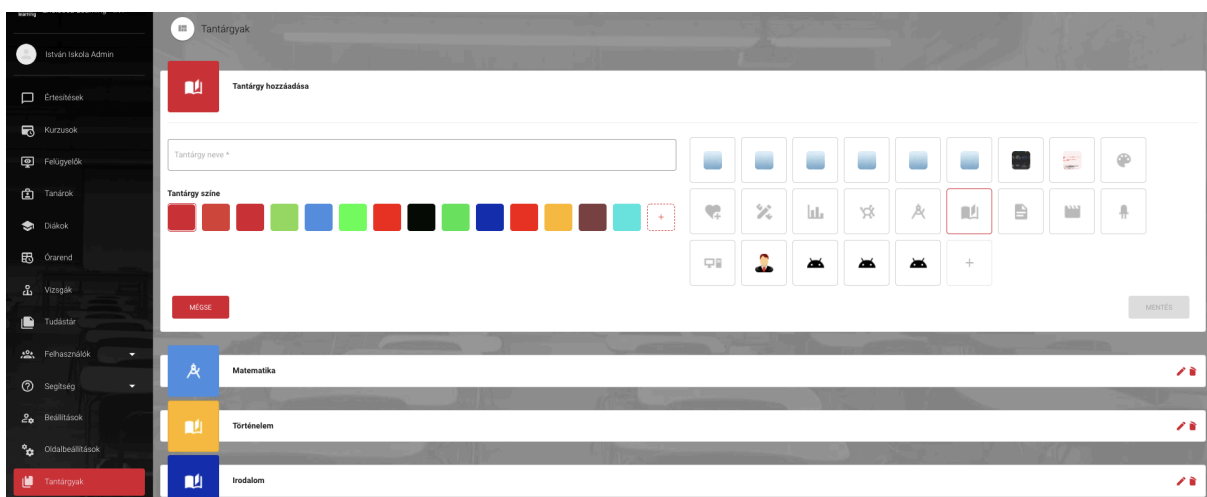 Tantárgyak
István Iskola Admin
Tantárgy hozzáadása
Értesítések
Kurzusok
Tantárgy neve *
Felügyelők
Tanárok
Tantárgy színe
Diákok
Órarend
Vizsgák
MÉGSE
MENTÉS
Tudástár
Felhasználók
Matematika
Segítség
Beállítások
Történelem
Oldalbeállítások
Tantárgyak
Irodalom